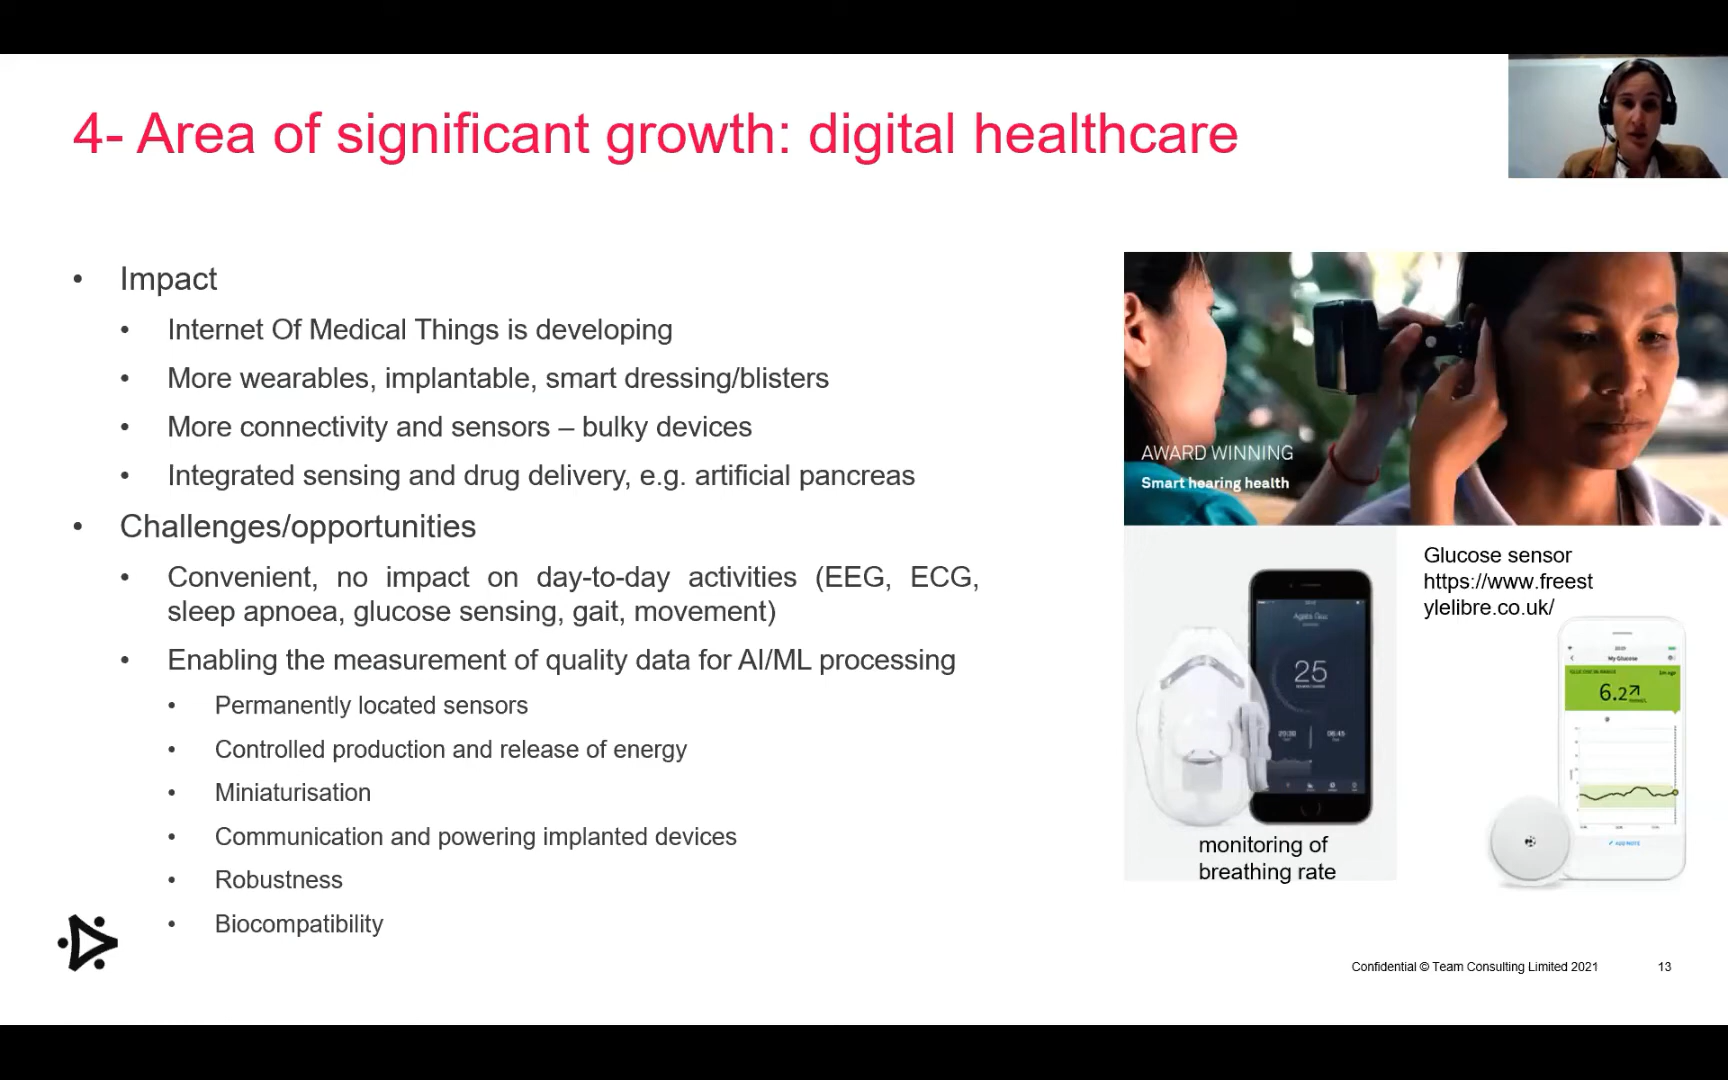 4- Area of significant growth: digital healthcare
• Impact
• Internet Of Medical Things is developing
• More wearables, implantable, smart dressing/blisters
• More connectivity and sensors – bulky devices
• Integrated sensing and drug delivery, e.g. artificial pancreas
• Challenges/opportunities
• Convenient, no impact on day-to-day activities (EEG, ECG,
sleep apnoea, glucose sensing, gait, movement)
• Enabling the measurement of quality data for AI/ML processing
• Permanently located sensors
• Controlled production and release of energy
• Miniaturisation
• Communication and powering implanted devices
• Robustness
• Biocompatibility
AWARD WINNING
Smart hearing health
25
monitoring of
breathing rate
Glucose sensor
https://www.freest
ylelibre.co.uk/
My Glucose
6.2
ADD NOTE
Confidential © Team Consulting Limited 2021
13